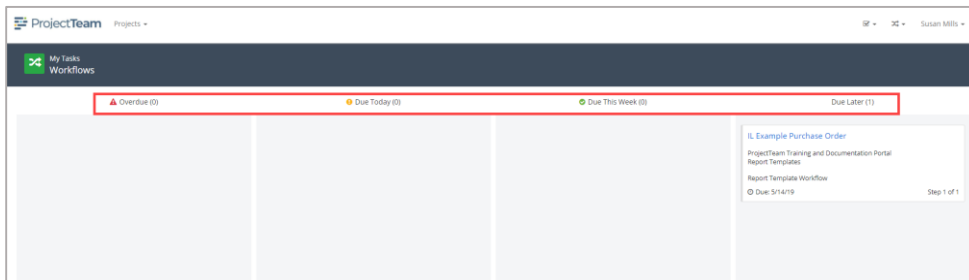 ProjectTeam Projects Susan Mills
My Tasks
Workflows
Overdue (0) Due Today (0) Due This Week (0) Due Later (1)
IL Example Purchase Order
ProjectTeam Training and Documentation Portal
Report Templates
Report Template Workflow
Due: 5/14/19 Step 1 of 1